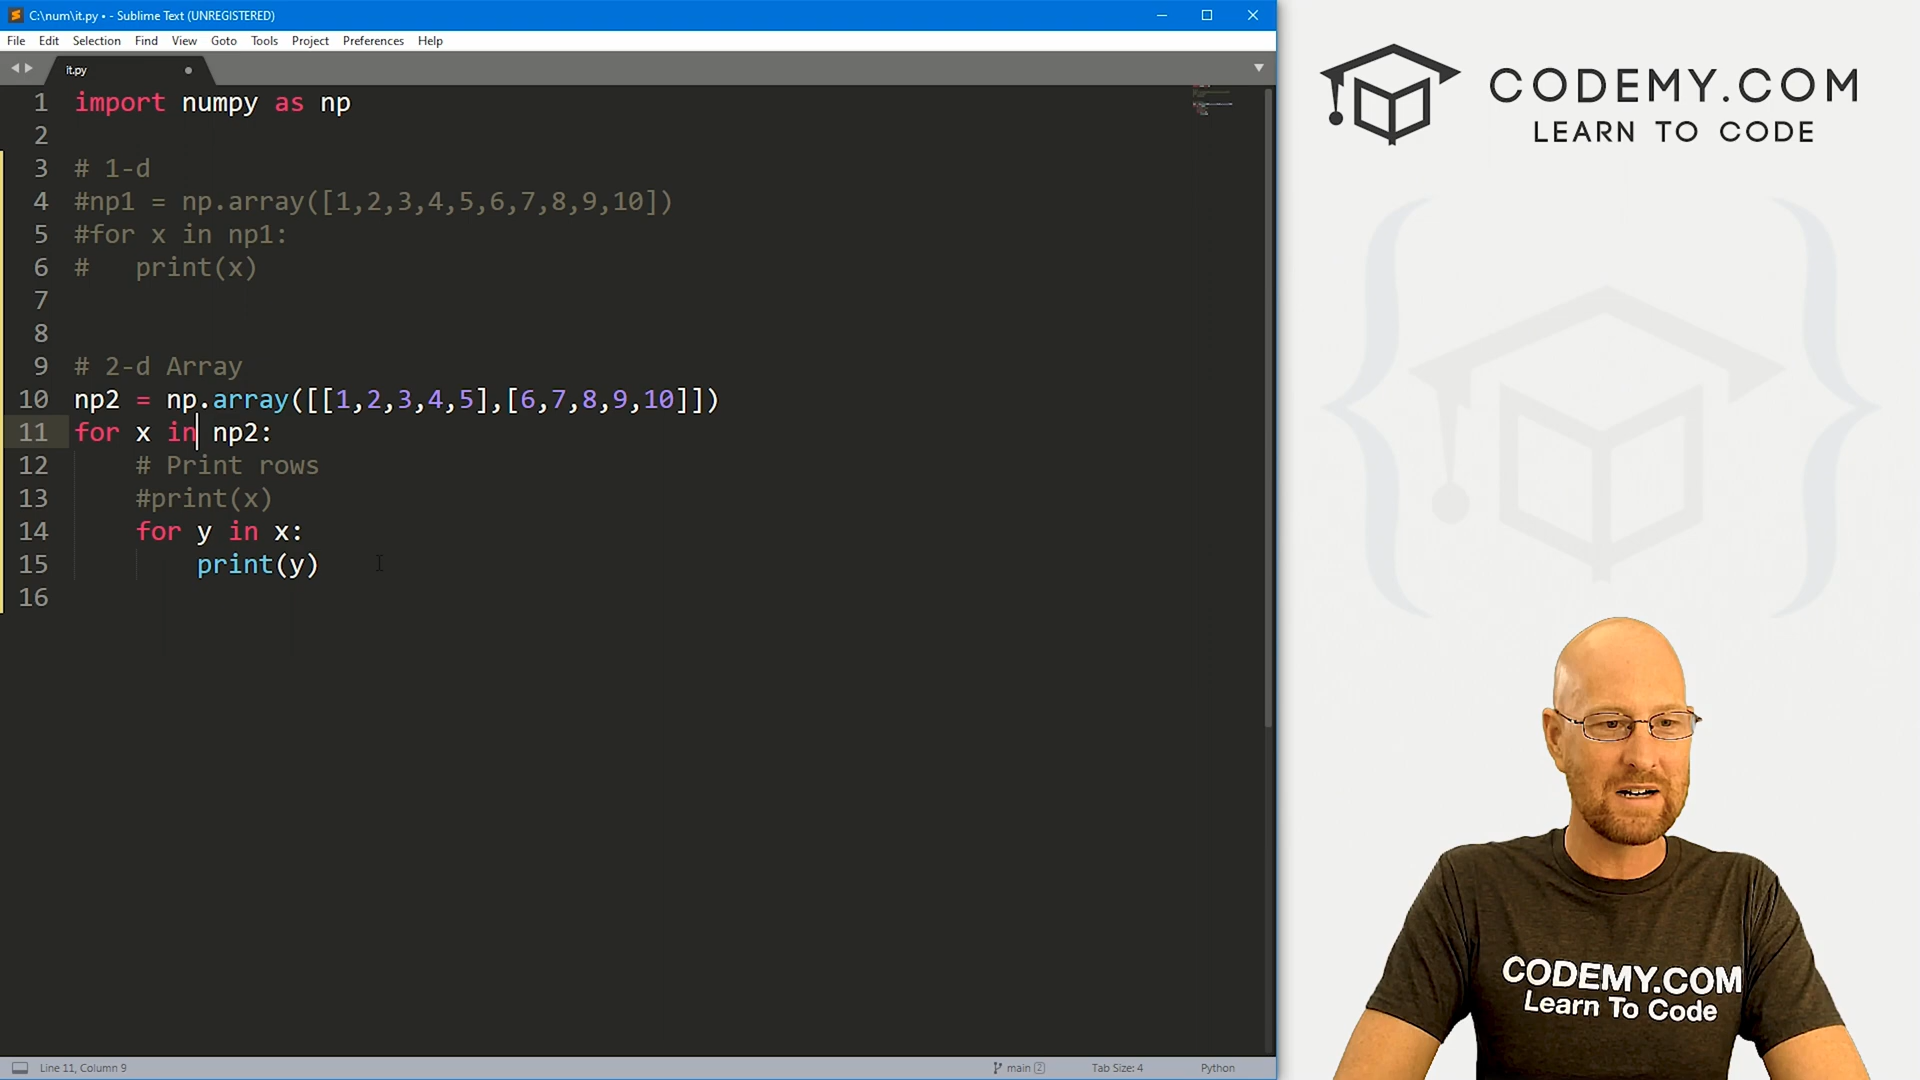 C:\num\it.py • - Sublime Text (UNREGISTERED)
File Edit Selection Find View Goto Tools Project Preferences Help
it.py
1 import numpy as np
2
3 # 1-d
4 #np1 = np.array([1,2,3,4,5,6,7,8,9,10])
5 #for x in np1:
6 #   print(x)
7
8
9 # 2-d Array
10 np2 = np.array([[1,2,3,4,5],[6,7,8,9,10]])
11 for x in np2:
12     # Print rows
13     #print(x)
14     for y in x:
15         print(y)
16
Line 11, Column 9
main 2
Tab Size: 4
Python
CODEMY.COM
LEARN TO CODE
CODEMY.COM
Learn To Code